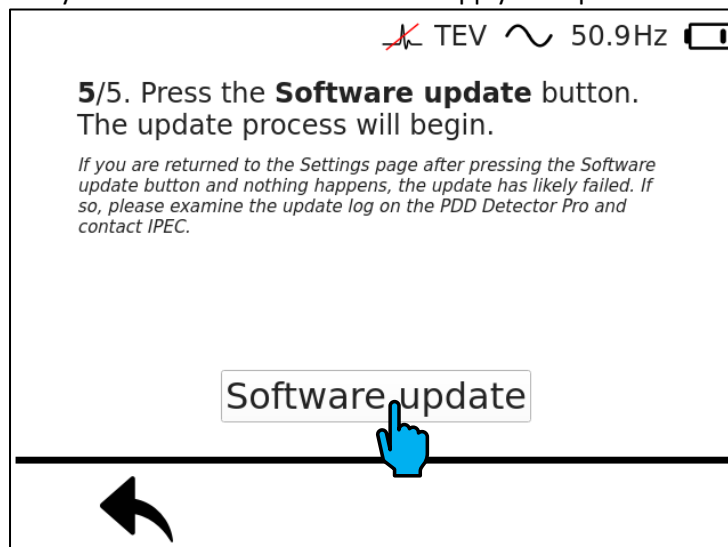 TEV 50.9Hz
5/5. Press the Software update button.
The update process will begin.
If you are returned to the Settings page after pressing the Software
update button and nothing happens, the update has likely failed. If
so, please examine the update log on the PDD Detector Pro and
contact IPEC.
Software update